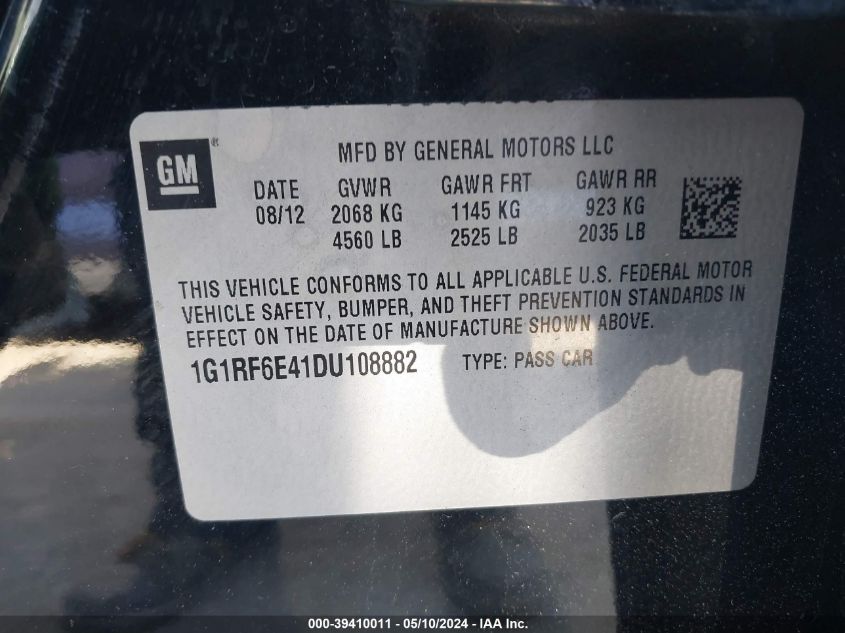 GM®
MFD BY GENERAL MOTORS LLC
DATE GVWR GAWR FRT GAWR RR
08/12 2068 KG 1145 KG 923 KG
4560 LB 2525 LB 2035 LB
THIS VEHICLE CONFORMS TO ALL APPLICABLE U.S. FEDERAL MOTOR
VEHICLE SAFETY, BUMPER, AND THEFT PREVENTION STANDARDS IN
EFFECT ON THE DATE OF MANUFACTURE SHOWN ABOVE.
1G1RF6E41DU108882 TYPE: PASS CAR
000-39410011 - 05/10/2024 - IAA Inc.